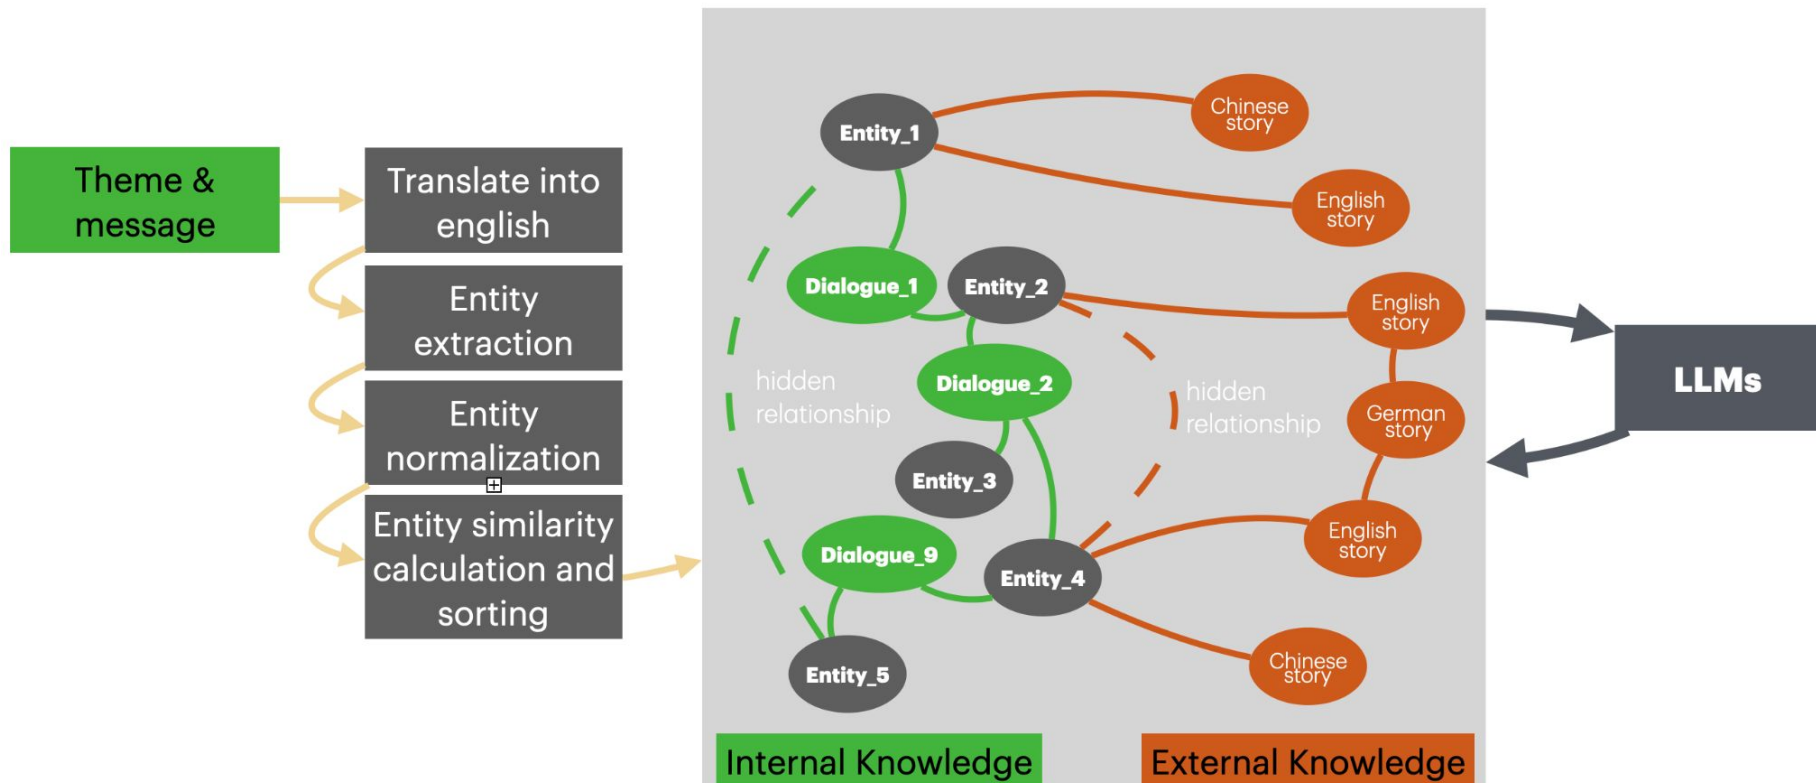 Theme &
message
Translate into
english
Entity
extraction
Entity
normalization
Entity similarity
calculation and
sorting
Entity_1
Chinese
story
English
story
Dialogue_1
Entity_2
English
story
hidden
relationship
Dialogue_2
hidden
relationship
German
story
Entity_3
Dialogue_9
Entity_4
English
story
Entity_5
Chinese
story
Internal Knowledge
External Knowledge
LLMs